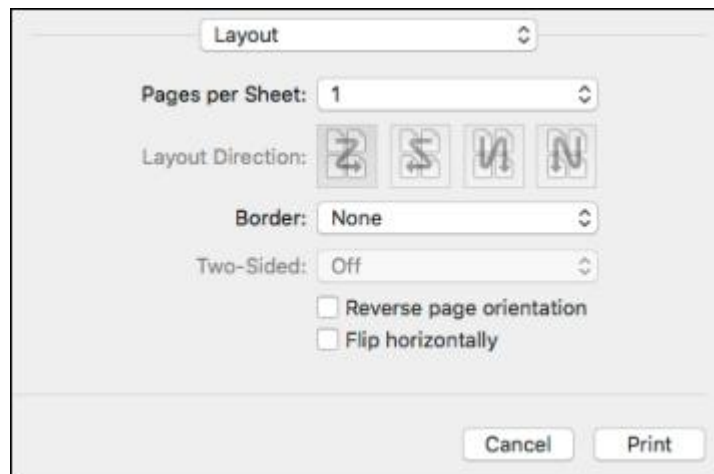 Layout
Pages per Sheet: 1
Layout Direction:
Border: None
Two-Sided: Off
Reverse page orientation
Flip horizontally
Cancel Print